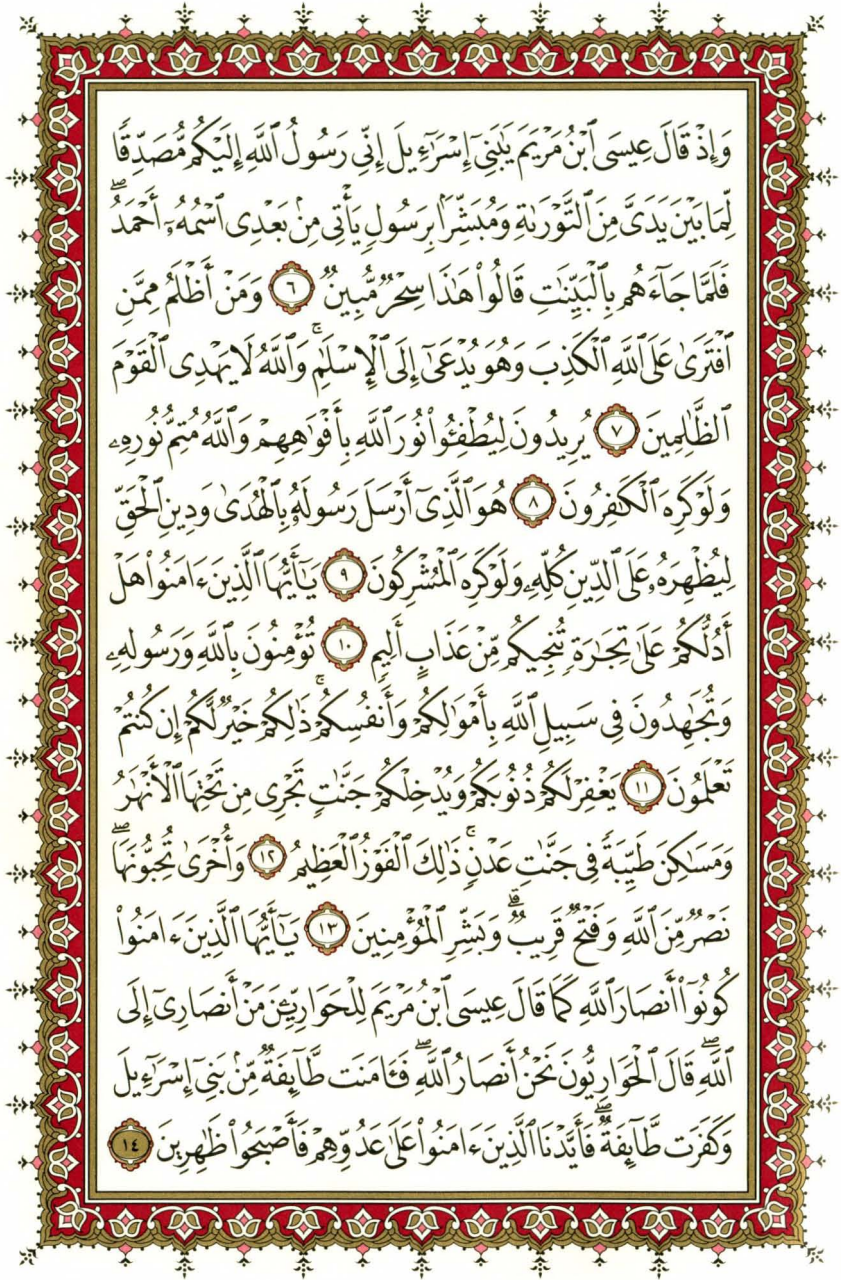 وَإِذْ قَالَ عِيسَى ٱبْنُ مَرْيَمَ يَٰبَنِىٓ إِسْرَٰٓءِيلَ إِنِّى رَسُولُ ٱللَّهِ إِلَيْكُم مُّصَدِّقًا
لِّمَا بَيْنَ يَدَىَّ مِنَ ٱلتَّوْرَىٰةِ وَمُبَشِّرًۢا بِرَسُولٍ يَأْتِى مِنۢ بَعْدِى ٱسْمُهُۥٓ أَحْمَدُ ۖ
فَلَمَّا جَآءَهُم بِٱلْبَيِّنَٰتِ قَالُوا۟ هَٰذَا سِحْرٌ مُّبِينٌ ٦ وَمَنْ أَظْلَمُ مِمَّنِ
ٱفْتَرَىٰ عَلَى ٱللَّهِ ٱلْكَذِبَ وَهُوَ يُدْعَىٰٓ إِلَى ٱلْإِسْلَٰمِ ۚ وَٱللَّهُ لَا يَهْدِى ٱلْقَوْمَ
ٱلظَّٰلِمِينَ ٧ يُرِيدُونَ لِيُطْفِـُٔوا۟ نُورَ ٱللَّهِ بِأَفْوَٰهِهِمْ وَٱللَّهُ مُتِمُّ نُورِهِۦ
وَلَوْ كَرِهَ ٱلْكَٰفِرُونَ ٨ هُوَ ٱلَّذِىٓ أَرْسَلَ رَسُولَهُۥ بِٱلْهُدَىٰ وَدِينِ ٱلْحَقِّ
لِيُظْهِرَهُۥ عَلَى ٱلدِّينِ كُلِّهِۦ وَلَوْ كَرِهَ ٱلْمُشْرِكُونَ ٩ يَٰٓأَيُّهَا ٱلَّذِينَ ءَامَنُوا۟ هَلْ
أَدُلُّكُمْ عَلَىٰ تِجَٰرَةٍ تُنجِيكُم مِّنْ عَذَابٍ أَلِيمٍ ١٠ تُؤْمِنُونَ بِٱللَّهِ وَرَسُولِهِۦ
وَتُجَٰهِدُونَ فِى سَبِيلِ ٱللَّهِ بِأَمْوَٰلِكُمْ وَأَنفُسِكُمْ ۚ ذَٰلِكُمْ خَيْرٌ لَّكُمْ إِن كُنتُمْ
تَعْلَمُونَ ١١ يَغْفِرْ لَكُمْ ذُنُوبَكُمْ وَيُدْخِلْكُمْ جَنَّٰتٍ تَجْرِى مِن تَحْتِهَا ٱلْأَنْهَٰرُ
وَمَسَٰكِنَ طَيِّبَةً فِى جَنَّٰتِ عَدْنٍ ۚ ذَٰلِكَ ٱلْفَوْزُ ٱلْعَظِيمُ ١٢ وَأُخْرَىٰ تُحِبُّونَهَا ۖ
نَصْرٌ مِّنَ ٱللَّهِ وَفَتْحٌ قَرِيبٌ ۗ وَبَشِّرِ ٱلْمُؤْمِنِينَ ١٣ يَٰٓأَيُّهَا ٱلَّذِينَ ءَامَنُوا۟
كُونُوٓا۟ أَنصَارَ ٱللَّهِ كَمَا قَالَ عِيسَى ٱبْنُ مَرْيَمَ لِلْحَوَارِيِّۦنَ مَنْ أَنصَارِىٓ إِلَى
ٱللَّهِ ۖ قَالَ ٱلْحَوَارِيُّونَ نَحْنُ أَنصَارُ ٱللَّهِ ۖ فَـَٔامَنَت طَّآئِفَةٌ مِّنۢ بَنِىٓ إِسْرَٰٓءِيلَ
وَكَفَرَت طَّآئِفَةٌ ۖ فَأَيَّدْنَا ٱلَّذِينَ ءَامَنُوا۟ عَلَىٰ عَدُوِّهِمْ فَأَصْبَحُوا۟ ظَٰهِرِينَ ١٤